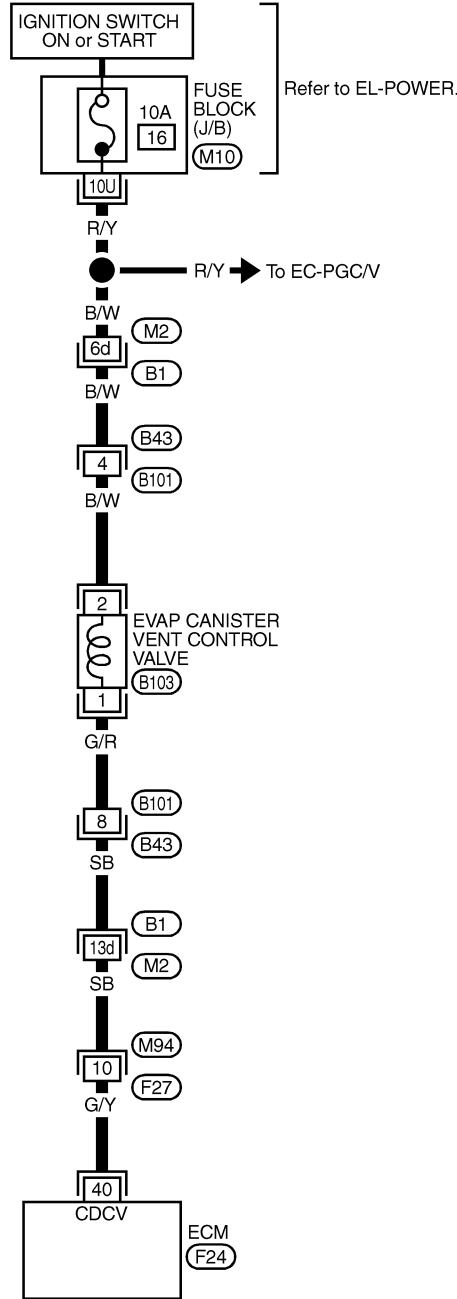 IGNITION SWITCH
ON or START
FUSE
BLOCK
(J/B)
M10
10A
16
Refer to EL-POWER.
10U
R/Y
R/Y
To EC-PGC/V
B/W
6d
M2
B1
B/W
B43
4
B101
B/W
2
EVAP CANISTER
VENT CONTROL
VALVE
B103
1
G/R
B101
8
B43
SB
B1
13d
M2
SB
M94
10
F27
G/Y
40
CDCV
ECM
F24